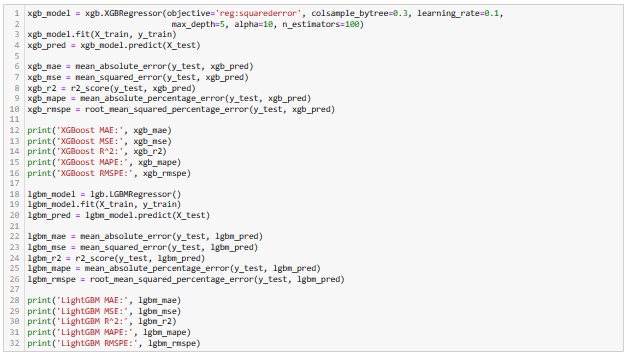 1 xgb_model = xgb.XGBRegressor(objective='reg:squarederror', colsample_bytree=0.3, learning_rate=0.1,
2 max_depth=5, alpha=10, n_estimators=100)
3 xgb_model.fit(X_train, y_train)
4 xgb_pred = xgb_model.predict(X_test)
5
6 xgb_mae = mean_absolute_error(y_test, xgb_pred)
7 xgb_mse = mean_squared_error(y_test, xgb_pred)
8 xgb_r2 = r2_score(y_test, xgb_pred)
9 xgb_mape = mean_absolute_percentage_error(y_test, xgb_pred)
10 xgb_rmspe = root_mean_squared_percentage_error(y_test, xgb_pred)
11
12 print('XGBoost MAE:', xgb_mae)
13 print('XGBoost MSE:', xgb_mse)
14 print('XGBoost R^2:', xgb_r2)
15 print('XGBoost MAPE:', xgb_mape)
16 print('XGBoost RMSPE:', xgb_rmspe)
17
18 lgbm_model = lgb.LGBMRegressor()
19 lgbm_model.fit(X_train, y_train)
20 lgbm_pred = lgbm_model.predict(X_test)
21
22 lgbm_mae = mean_absolute_error(y_test, lgbm_pred)
23 lgbm_mse = mean_squared_error(y_test, lgbm_pred)
24 lgbm_r2 = r2_score(y_test, lgbm_pred)
25 lgbm_mape = mean_absolute_percentage_error(y_test, lgbm_pred)
26 lgbm_rmspe = root_mean_squared_percentage_error(y_test, lgbm_pred)
27
28 print('LightGBM MAE:', lgbm_mae)
29 print('LightGBM MSE:', lgbm_mse)
30 print('LightGBM R^2:', lgbm_r2)
31 print('LightGBM MAPE:', lgbm_mape)
32 print('LightGBM RMSPE:', lgbm_rmspe)